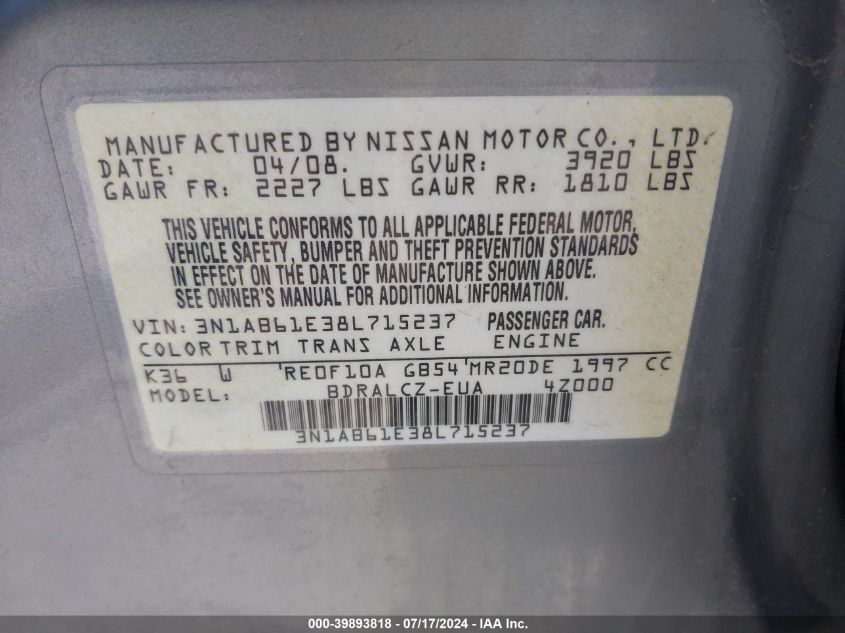 MANUFACTURED BY NISSAN MOTOR CO., LTD.
DATE: 04/08. GVWR: 3920 LBS
GAWR FR: 2227 LBS GAWR RR: 1810 LBS
THIS VEHICLE CONFORMS TO ALL APPLICABLE FEDERAL MOTOR
VEHICLE SAFETY, BUMPER AND THEFT PREVENTION STANDARDS
IN EFFECT ON THE DATE OF MANUFACTURE SHOWN ABOVE.
SEE OWNER'S MANUAL FOR ADDITIONAL INFORMATION.
VIN: 3N1AB61E38L715237 PASSENGER CAR.
COLOR TRIM TRANS AXLE ENGINE
K36 W 'RE0F10A GB54'MR20DE 1997 CC
MODEL: BDRALCZ-EUA 4Z000
3N1AB61E38L715237
000-39893818 - 07/17/2024 - IAA Inc.